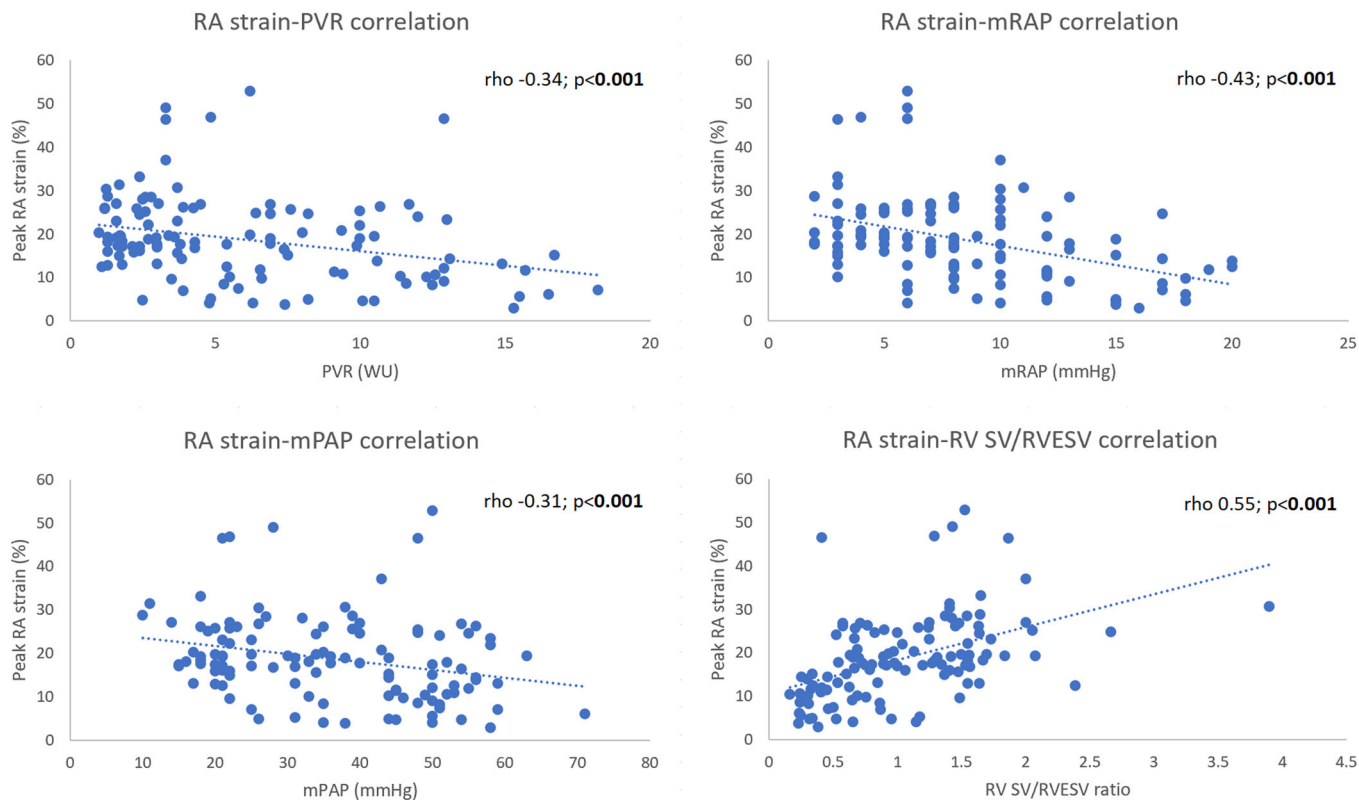 RA strain-PVR correlation
rho -0.34; p<0.001
Peak RA strain (%)
60
50
40
30
20
10
0
0 5 10 15 20
PVR (WU)
RA strain-mRAP correlation
rho -0.43; p<0.001
Peak RA strain (%)
60
50
40
30
20
10
0
0 5 10 15 20 25
mRAP (mmHg)
RA strain-mPAP correlation
rho -0.31; p<0.001
Peak RA strain (%)
60
50
40
30
20
10
0
0 10 20 30 40 50 60 70 80
mPAP (mmHg)
RA strain-RV SV/RVESV correlation
rho 0.55; p<0.001
Peak RA strain (%)
60
50
40
30
20
10
0
0 0.5 1 1.5 2 2.5 3 3.5 4 4.5
RV SV/RVESV ratio